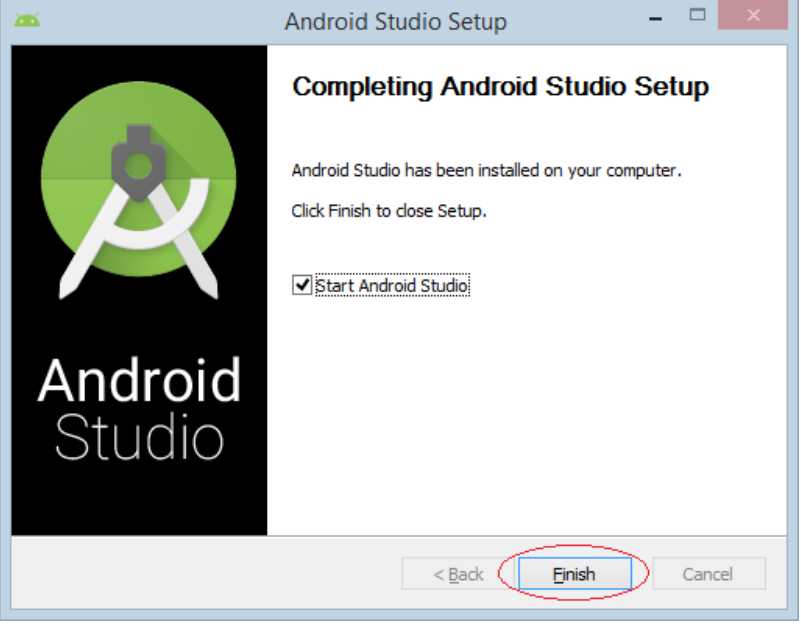 Android Studio Setup
Completing Android Studio Setup
Android Studio has been installed on your computer.
Click Finish to close Setup.
Start Android Studio
Android
Studio
< Back
Finish
Cancel